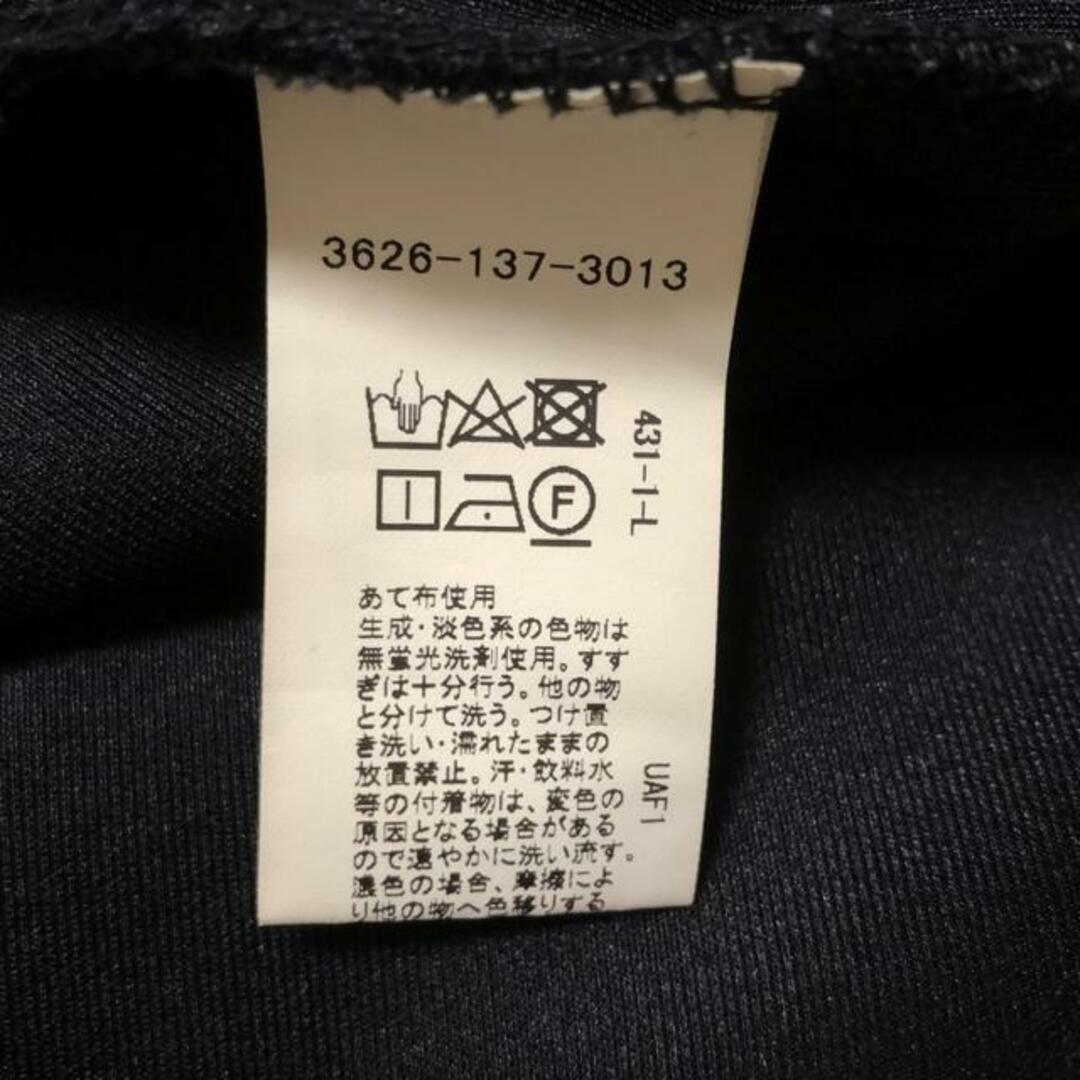 3626-137-3013
431-1-L
F
あて布使用
生成・淡色系の色物は
無蛍光洗剤使用。すす
ぎは十分行う。他の物
と分けて洗う。つけ置
き洗い・濡れたままの
放置禁止。汗・飲料水
等の付着物は、変色の
原因となる場合がある
ので速やかに洗い流す。
濃色の場合、摩擦によ
り他の物へ色移りする
UAF1